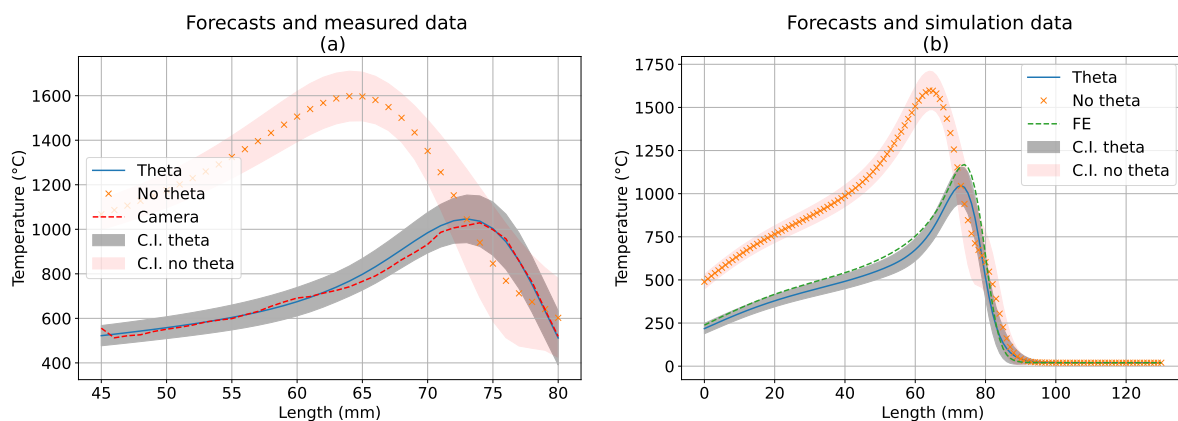 Forecasts and measured data
(a)
Temperature (°C)
1600
1400
1200
1000
800
600
400
45
50
55
60
65
70
75
80
Length (mm)
Theta
No theta
Camera
C.I. theta
C.I. no theta
Forecasts and simulation data
(b)
Temperature (°C)
1750
1500
1250
1000
750
500
250
0
0
20
40
60
80
100
120
Length (mm)
Theta
No theta
FE
C.I. theta
C.I. no theta